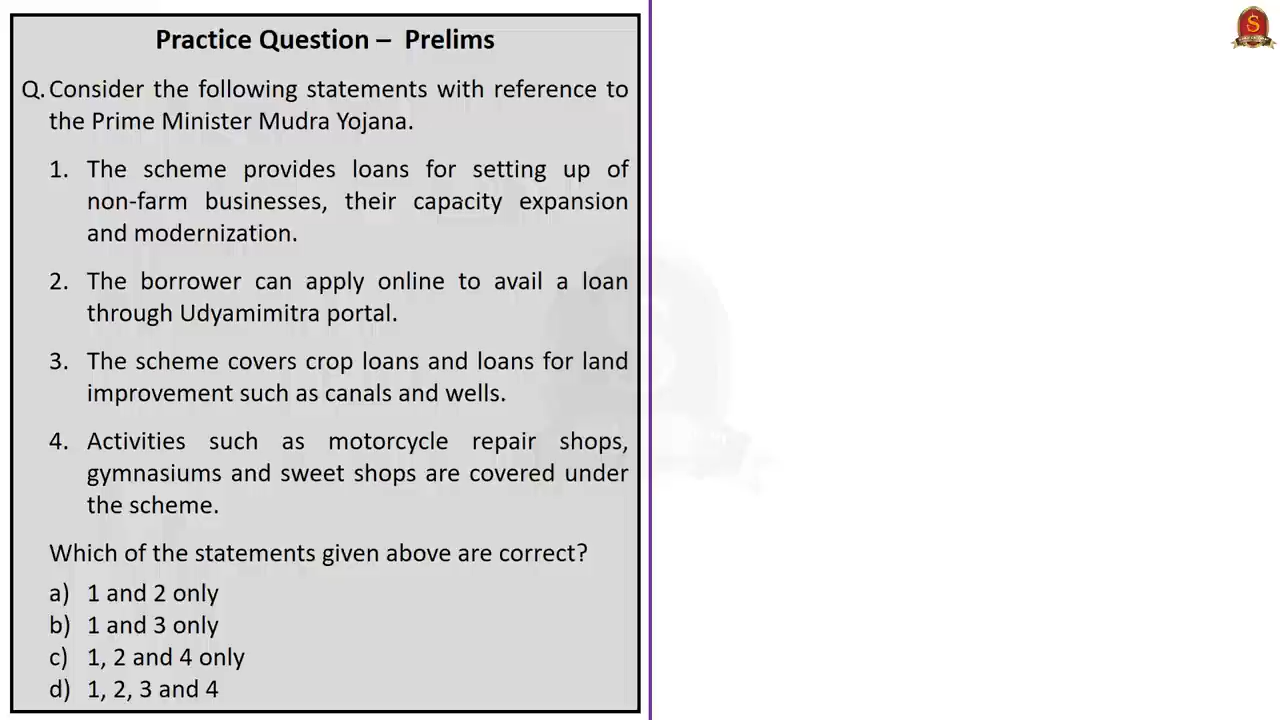 Practice Question – Prelims
Q. Consider the following statements with reference to
the Prime Minister Mudra Yojana.
1. The scheme provides loans for setting up of
non-farm businesses, their capacity expansion
and modernization.
2. The borrower can apply online to avail a loan
through Udyamimitra portal.
3. The scheme covers crop loans and loans for land
improvement such as canals and wells.
4. Activities such as motorcycle repair shops,
gymnasiums and sweet shops are covered under
the scheme.
Which of the statements given above are correct?
a) 1 and 2 only
b) 1 and 3 only
c) 1, 2 and 4 only
d) 1, 2, 3 and 4